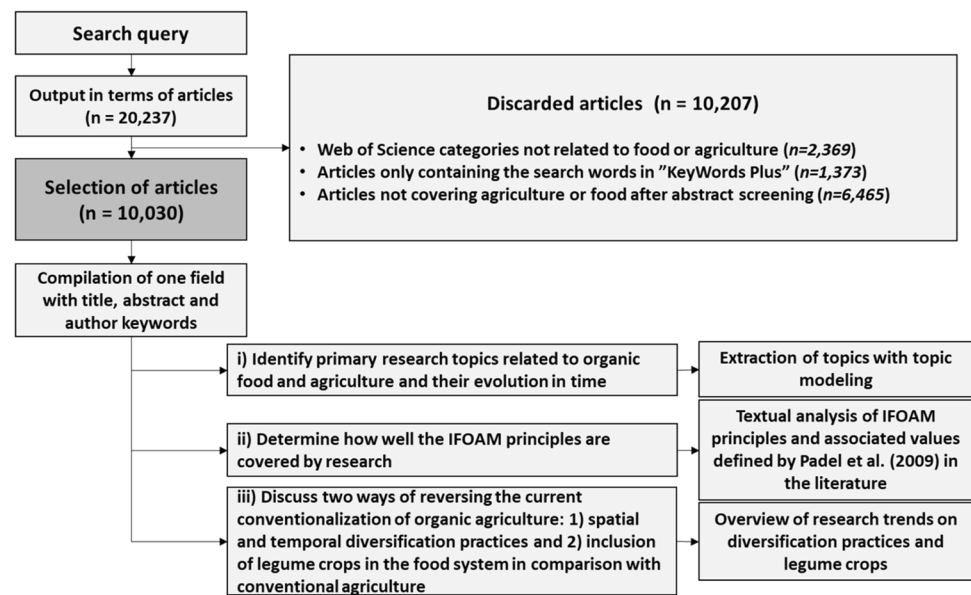 Search query
Output in terms of articles
(n = 20,237)
Discarded articles (n = 10,207)
• Web of Science categories not related to food or agriculture (n=2,369)
• Articles only containing the search words in ”KeyWords Plus” (n=1,373)
• Articles not covering agriculture or food after abstract screening (n=6,465)
Selection of articles
(n = 10,030)
Compilation of one field
with title, abstract and
author keywords
i) Identify primary research topics related to organic
food and agriculture and their evolution in time
Extraction of topics with topic
modeling
ii) Determine how well the IFOAM principles are
covered by research
Textual analysis of IFOAM
principles and associated values
defined by Padel et al. (2009) in
the literature
iii) Discuss two ways of reversing the current
conventionalization of organic agriculture: 1) spatial
and temporal diversification practices and 2) inclusion
of legume crops in the food system in comparison with
conventional agriculture
Overview of research trends on
diversification practices and
legume crops